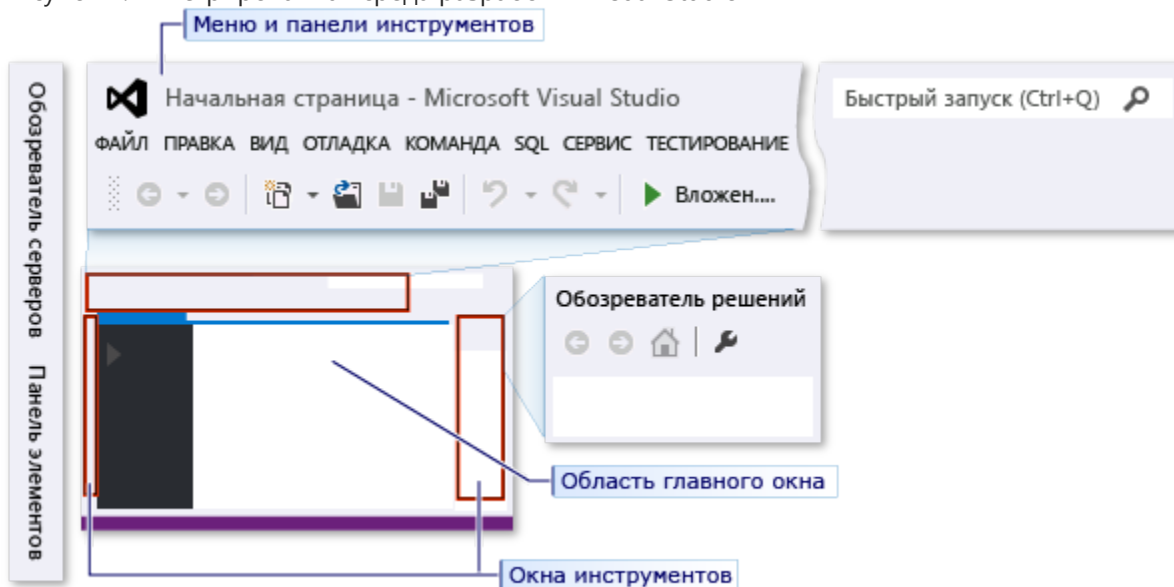 Меню и панели инструментов
Начальная страница - Microsoft Visual Studio
Быстрый запуск (Ctrl+Q)
ФАЙЛ ПРАВКА ВИД ОТЛАДКА КОМАНДА SQL СЕРВИС ТЕСТИРОВАНИЕ
Вложен....
Обозреватель серверов
Панель элементов
Обозреватель решений
Область главного окна
Окна инструментов